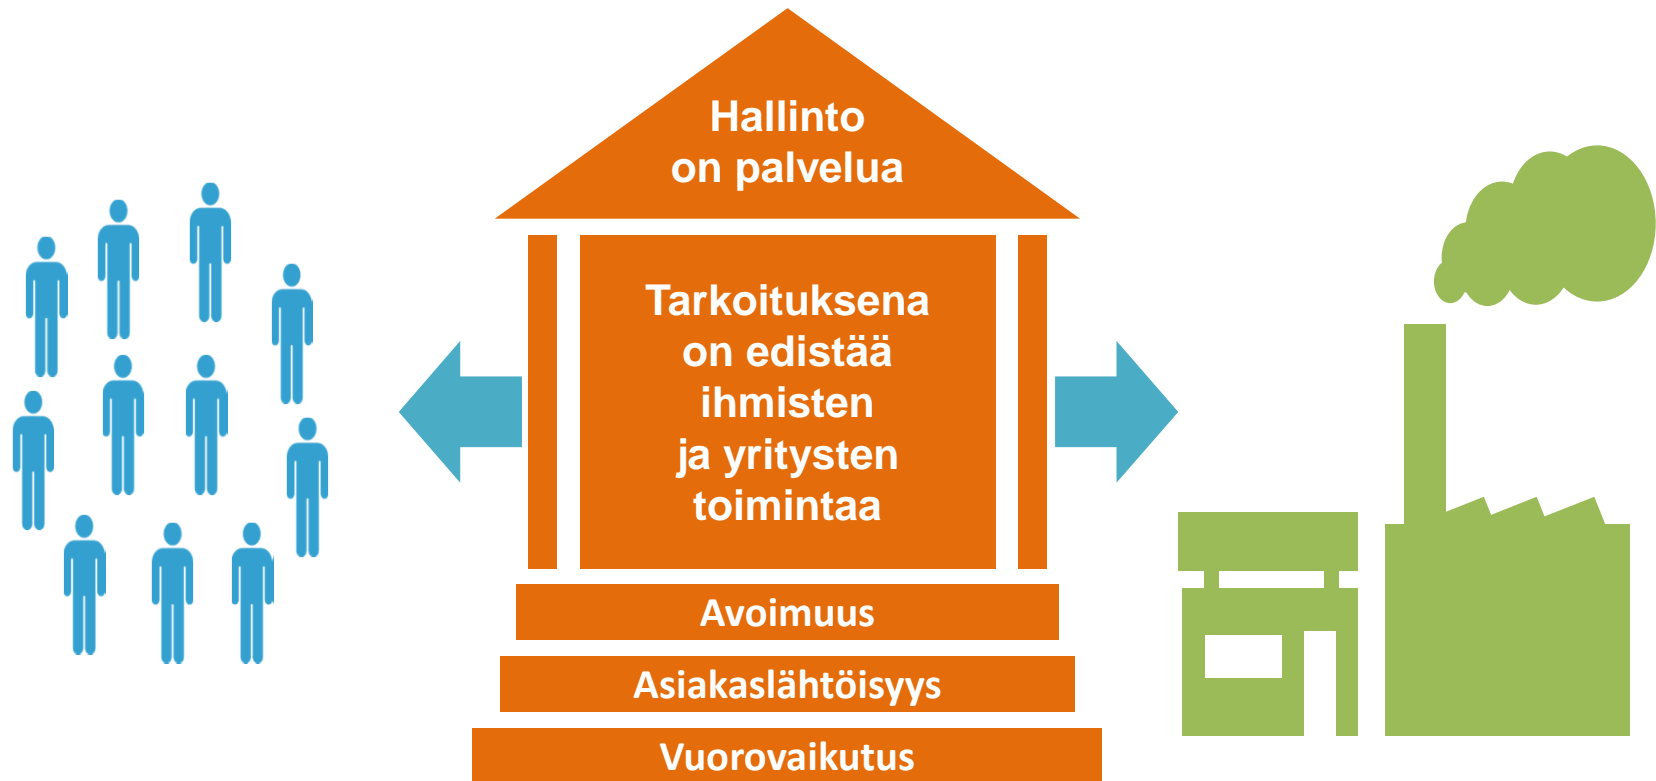 Hallinto
on palvelua
Tarkoituksena
on edistää
ihmisten
ja yritysten
toimintaa
Avoimuus
Asiakaslähtöisyys
Vuorovaikutus